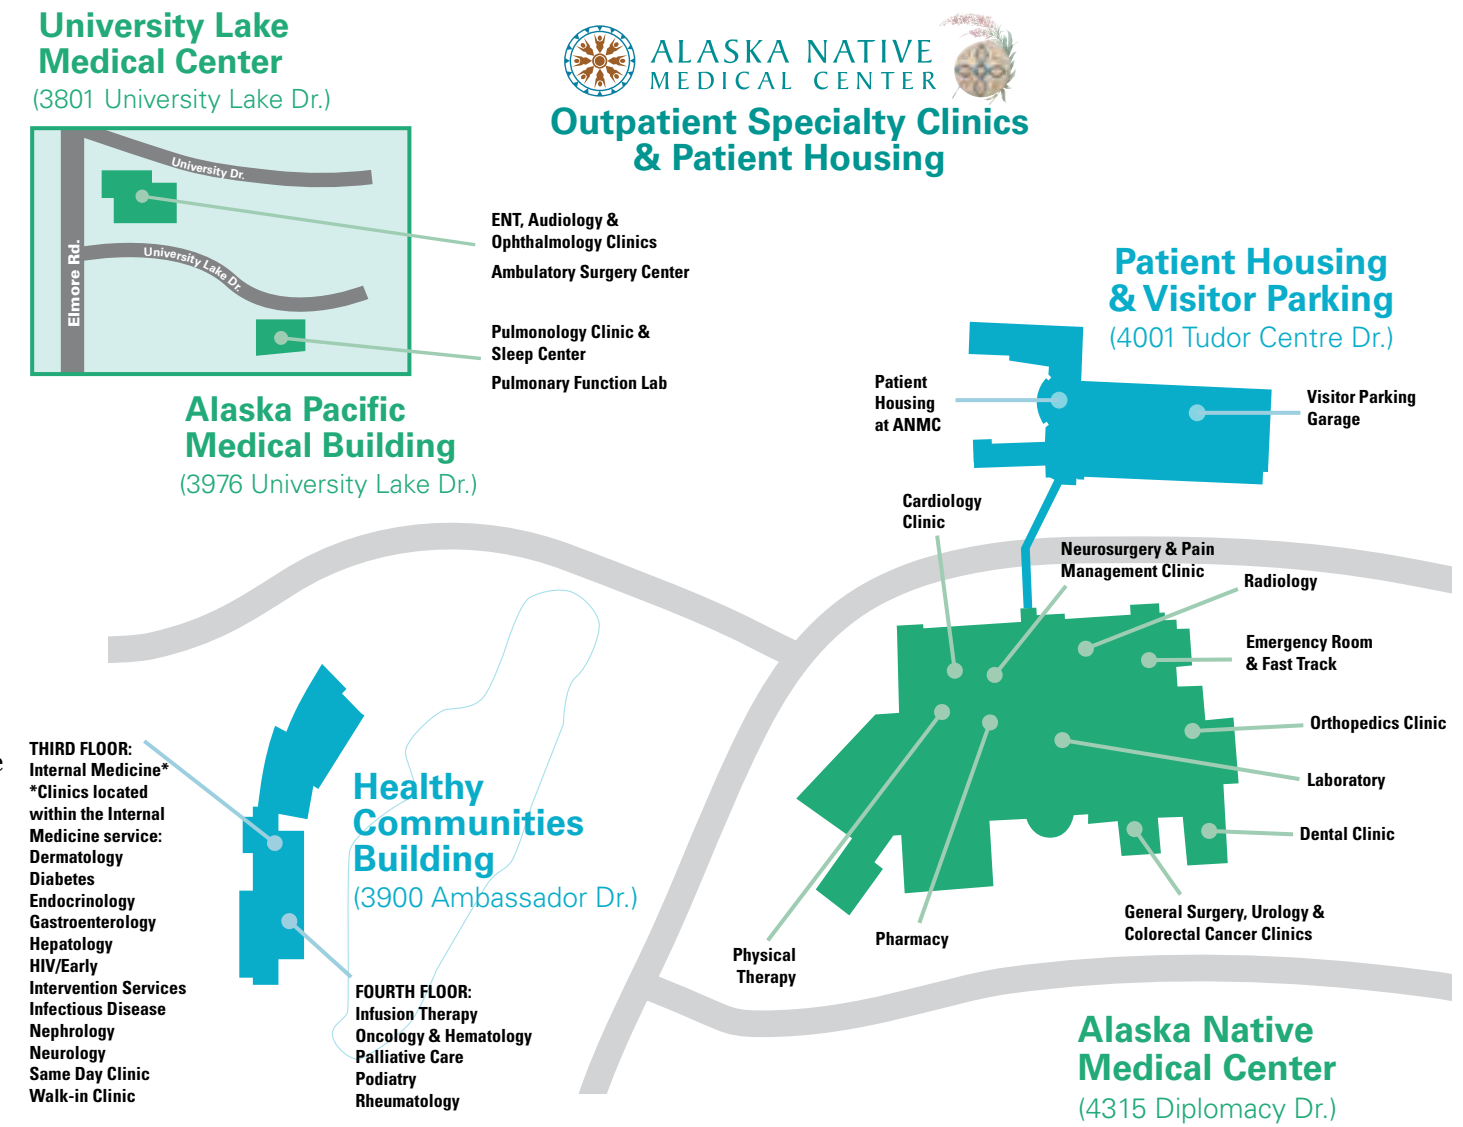 University Lake
Medical Center
(3801 University Lake Dr.)
ALASKA NATIVE
MEDICAL CENTER
Outpatient Specialty Clinics
& Patient Housing
University Dr.
University Lake Dr.
Elmore Rd.
ENT, Audiology &
Ophthalmology Clinics
Ambulatory Surgery Center
Pulmonology Clinic &
Sleep Center
Pulmonary Function Lab
Alaska Pacific
Medical Building
(3976 University Lake Dr.)
Patient Housing
& Visitor Parking
(4001 Tudor Centre Dr.)
Patient
Housing
at ANMC
Visitor Parking
Garage
Cardiology
Clinic
Neurosurgery & Pain
Management Clinic
Radiology
Emergency Room
& Fast Track
Orthopedics Clinic
Laboratory
Dental Clinic
General Surgery, Urology &
Colorectal Cancer Clinics
Pharmacy
Physical
Therapy
Alaska Native
Medical Center
(4315 Diplomacy Dr.)
Healthy
Communities
Building
(3900 Ambassador Dr.)
e
THIRD FLOOR:
Internal Medicine*
*Clinics located
within the Internal
Medicine service:
Dermatology
Diabetes
Endocrinology
Gastroenterology
Hepatology
HIV/Early
Intervention Services
Infectious Disease
Nephrology
Neurology
Same Day Clinic
Walk-in Clinic
FOURTH FLOOR:
Infusion Therapy
Oncology & Hematology
Palliative Care
Podiatry
Rheumatology